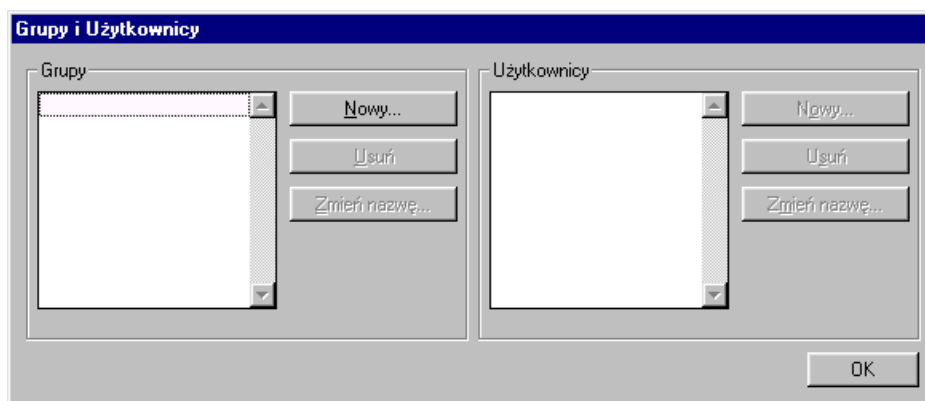 Grupy i Użytkownicy
Grupy
Nowy...
Usuń
Zmień nazwę...
Użytkownicy
Nowy...
Usuń
Zmień nazwę...
OK